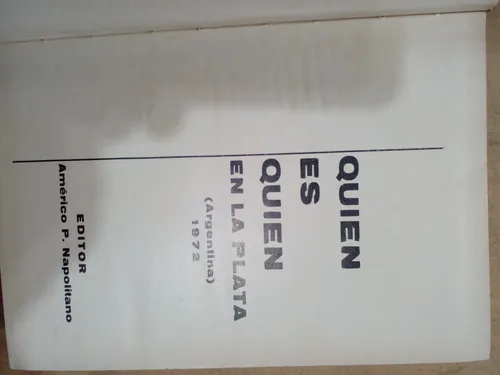 QUIEN
ES
QUIEN
EN LA PLATA
(Argentina)
1972
EDITOR
Américo P. Napolitano